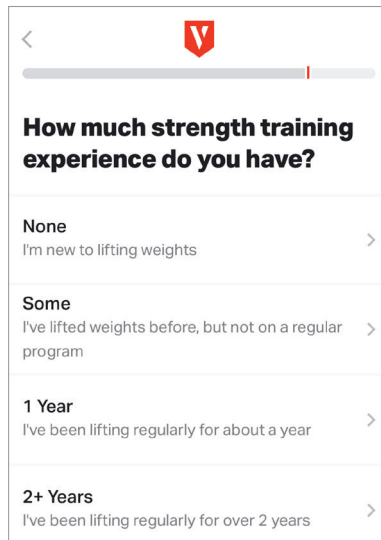 V
How much strength training
experience do you have?
None
I'm new to lifting weights
Some
I've lifted weights before, but not on a regular
program
1 Year
I've been lifting regularly for about a year
2+ Years
I've been lifting regularly for over 2 years